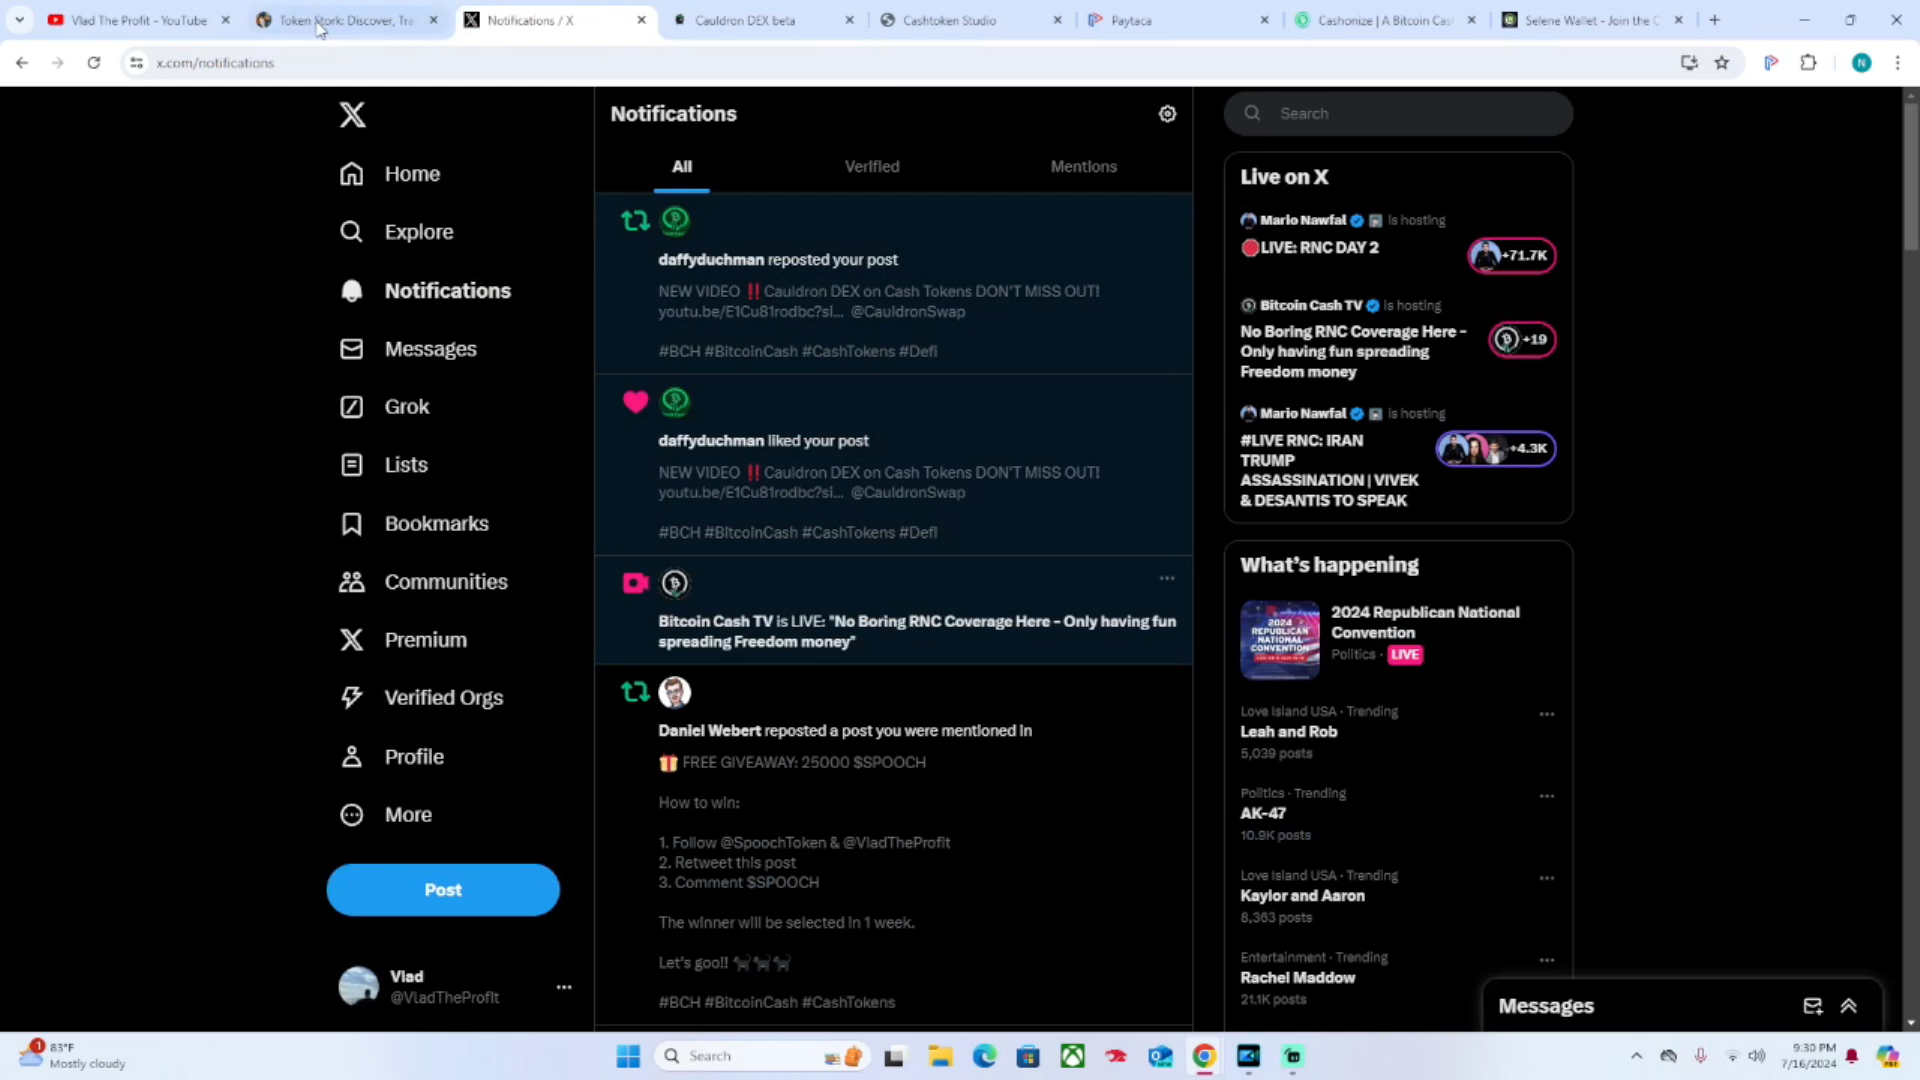 Vlad The Profit - YouTube
Token Stork: Discover, Tra
Notifications / X
Cauldron DEX beta
Cashtoken Studio
Paytaca
Cashonize | A Bitcoin Cas
Selene Wallet - Join the C
x.com/notifications
N
Home
Explore
Notifications
Messages
Grok
Lists
Bookmarks
Communities
Premium
Verified Orgs
Profile
More
Post
Vlad
@VladTheProfit
Notifications
All
Verified
Mentions
daffyduchman reposted your post
NEW VIDEO ‼️ Cauldron DEX on Cash Tokens DON'T MISS OUT!
youtu.be/E1Cu81rodbc?si... @CauldronSwap
#BCH #BitcoinCash #CashTokens #Defi
daffyduchman liked your post
NEW VIDEO ‼️ Cauldron DEX on Cash Tokens DON'T MISS OUT!
youtu.be/E1Cu81rodbc?si... @CauldronSwap
#BCH #BitcoinCash #CashTokens #Defi
Bitcoin Cash TV is LIVE: "No Boring RNC Coverage Here - Only having fun
spreading Freedom money"
Daniel Webert reposted a post you were mentioned in
🎁 FREE GIVEAWAY: 25000 $SPOOCH
How to win:
1. Follow @SpoochToken & @VladTheProfit
2. Retweet this post
3. Comment $SPOOCH
The winner will be selected in 1 week.
Let's goo!! 🐈‍⬛🐈‍⬛🐈‍⬛
#BCH #BitcoinCash #CashTokens
Search
Live on X
Mario Nawfal is hosting
🛑LIVE: RNC DAY 2
+71.7K
Bitcoin Cash TV is hosting
No Boring RNC Coverage Here -
Only having fun spreading
Freedom money
+19
Mario Nawfal is hosting
#LIVE RNC: IRAN
TRUMP
ASSASSINATION | VIVEK
& DESANTIS TO SPEAK
+4.3K
What's happening
2024
REPUBLICAN
NATIONAL
CONVENTION
2024 Republican National
Convention
Politics · LIVE
Love Island USA · Trending
Leah and Rob
5,039 posts
Politics · Trending
AK-47
10.9K posts
Love Island USA · Trending
Kaylor and Aaron
8,363 posts
Entertainment · Trending
Rachel Maddow
21.1K posts
Messages
1
83°F
Mostly cloudy
Search
9:30 PM
7/16/2024